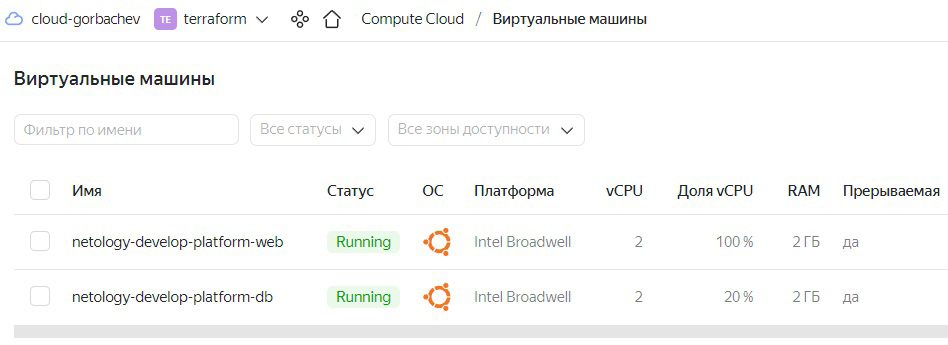 cloud-gorbachev TE terraform Compute Cloud / Виртуальные машины
Виртуальные машины
Фильтр по имени Все статусы Все зоны доступности
Имя Статус ОС Платформа vCPU Доля vCPU RAM Прерываемая
netology-develop-platform-web Running Intel Broadwell 2 100 % 2 ГБ да
netology-develop-platform-db Running Intel Broadwell 2 20 % 2 ГБ да